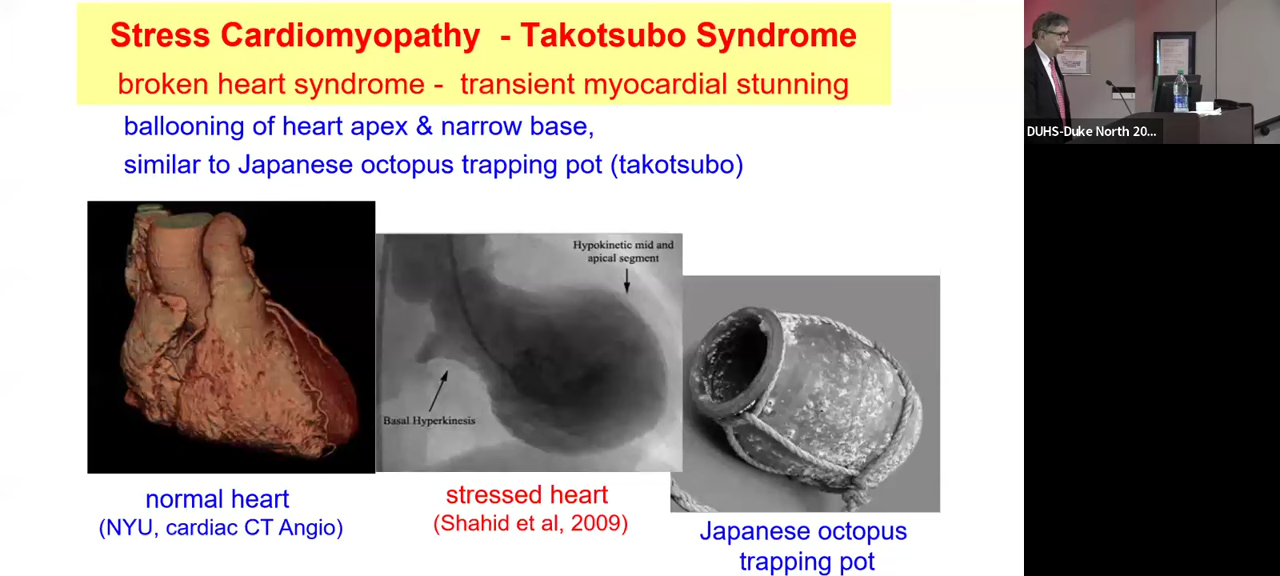 Stress Cardiomyopathy - Takotsubo Syndrome
broken heart syndrome - transient myocardial stunning
ballooning of heart apex & narrow base,
similar to Japanese octopus trapping pot (takotsubo)
DUHS-Duke North 20...
Hypokinetic mid and
apical segment
Basal Hyperkinesis
normal heart
(NYU, cardiac CT Angio)
stressed heart
(Shahid et al, 2009)
Japanese octopus
trapping pot